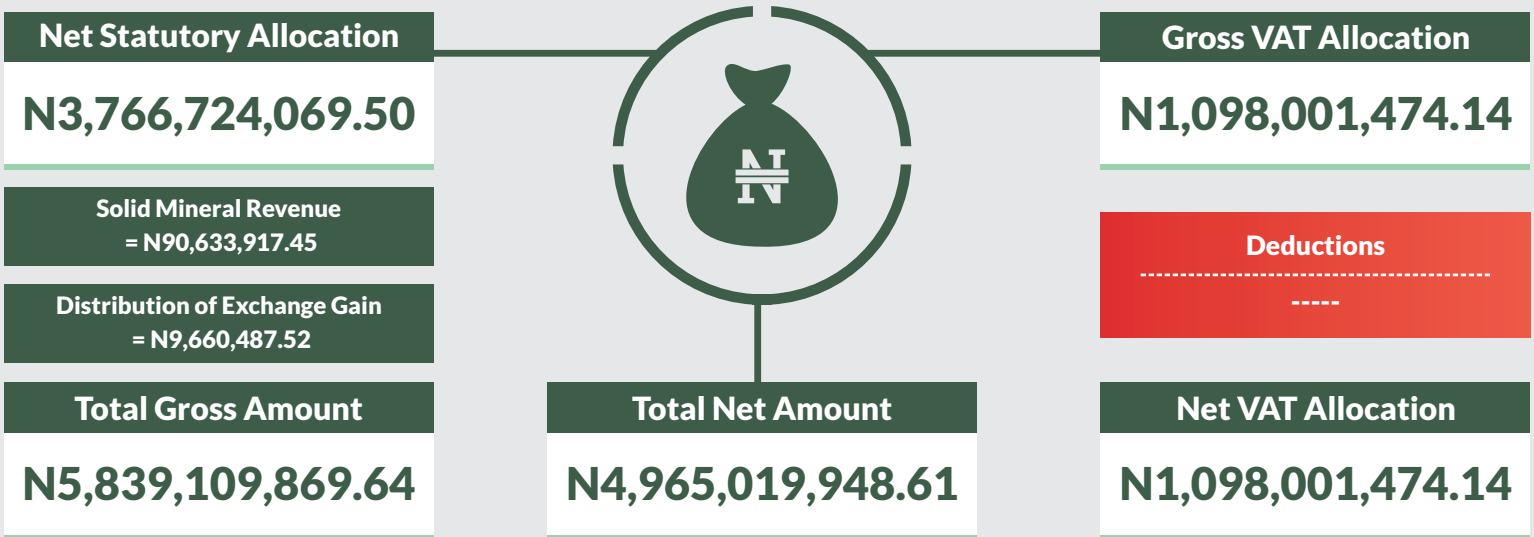 Net Statutory Allocation
N3,766,724,069.50
Solid Mineral Revenue
= N90,633,917.45
Distribution of Exchange Gain
= N9,660,487.52
Total Gross Amount
N5,839,109,869.64
₦
Total Net Amount
N4,965,019,948.61
Gross VAT Allocation
N1,098,001,474.14
Deductions
--------------------------------------------------
-----
Net VAT Allocation
N1,098,001,474.14